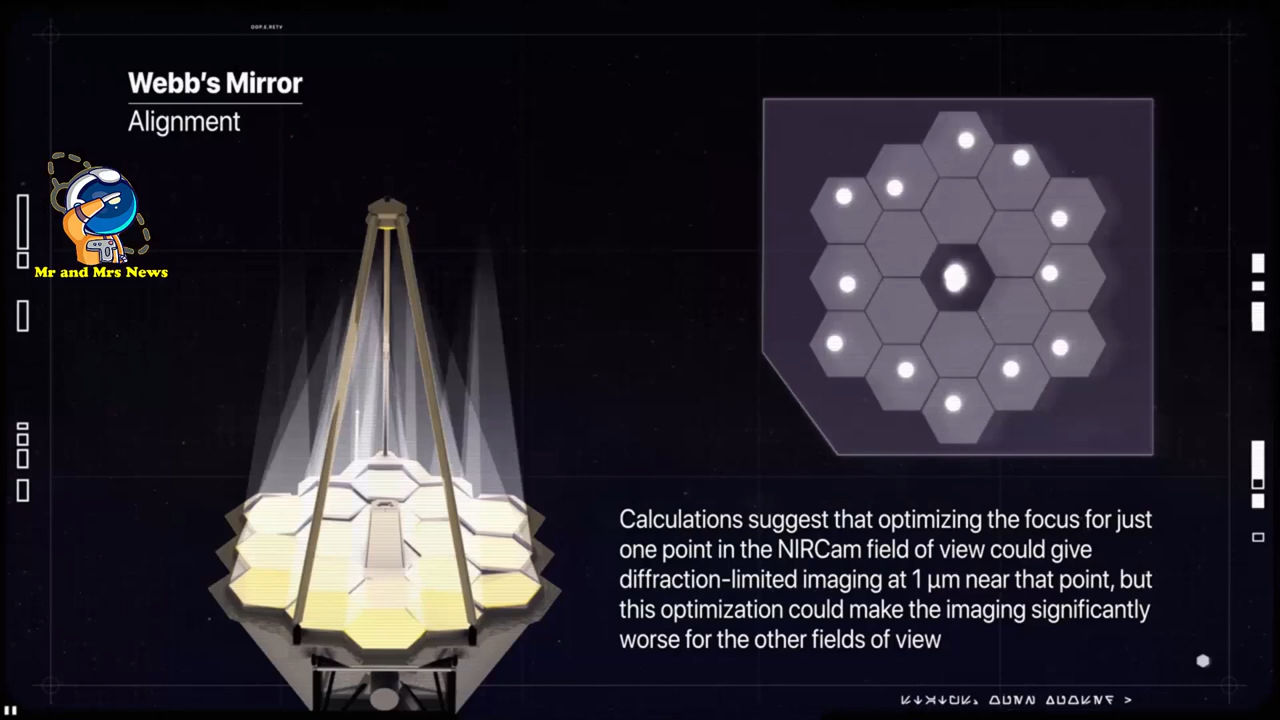 Webb's Mirror
Alignment
Mr and Mrs News
Calculations suggest that optimizing the focus for just
one point in the NIRCam field of view could give
diffraction-limited imaging at 1 µm near that point, but
this optimization could make the imaging significantly
worse for the other fields of view